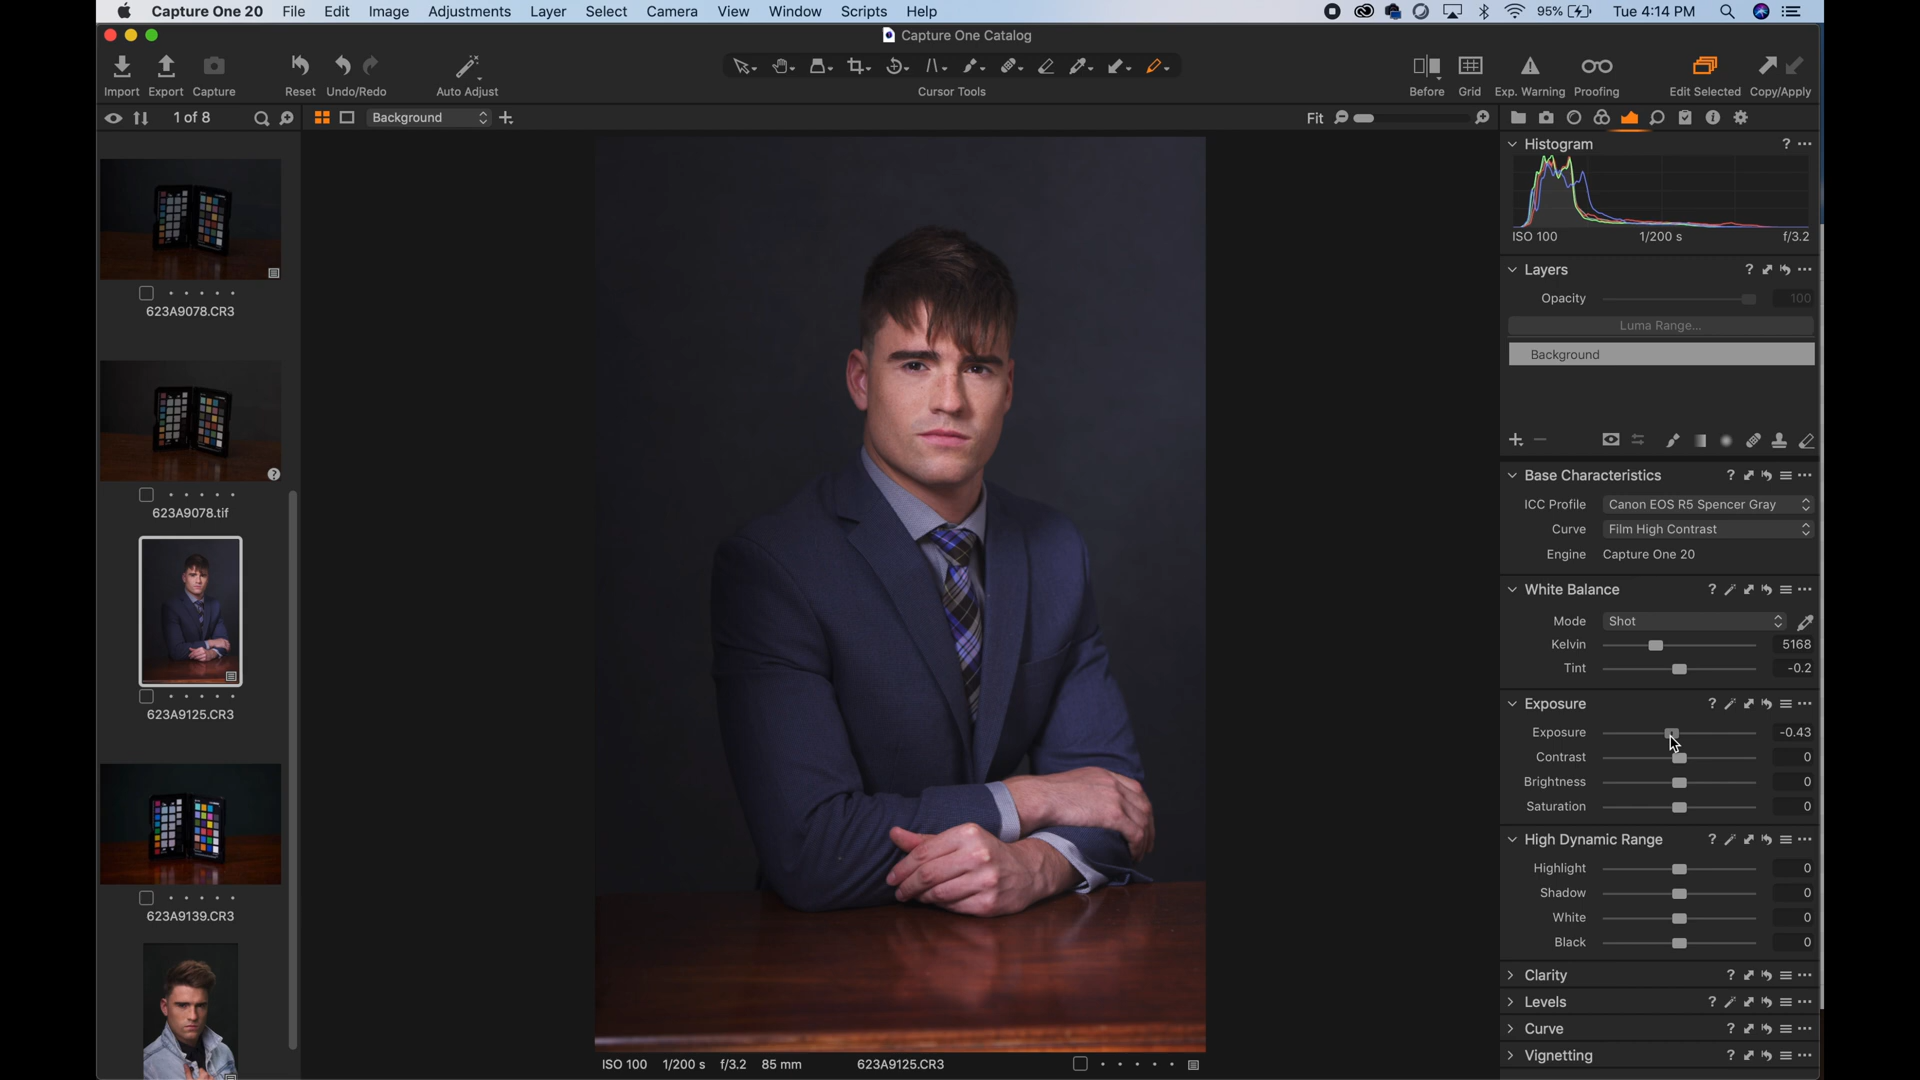 Capture One 20 File Edit Image Adjustments Layer Select Camera View Window Scripts Help 95% Tue 4:14 PM
Capture One Catalog
Import Export Capture Reset Undo/Redo Auto Adjust Cursor Tools Before Grid Exp. Warning Proofing Edit Selected Copy/Apply
1 of 8 Background Fit
Histogram ?
ISO 100 1/200 s f/3.2
Layers ?
Opacity 100
Luma Range...
Background
623A9078.CR3
623A9078.tif
623A9125.CR3
623A9139.CR3
Base Characteristics ?
ICC Profile Canon EOS R5 Spencer Gray
Curve Film High Contrast
Engine Capture One 20
White Balance ?
Mode Shot
Kelvin 5168
Tint -0.2
Exposure ?
Exposure -0.43
Contrast 0
Brightness 0
Saturation 0
High Dynamic Range ?
Highlight 0
Shadow 0
White 0
Black 0
Clarity ?
Levels ?
Curve ?
Vignetting ?
ISO 100 1/200 s f/3.2 85 mm 623A9125.CR3